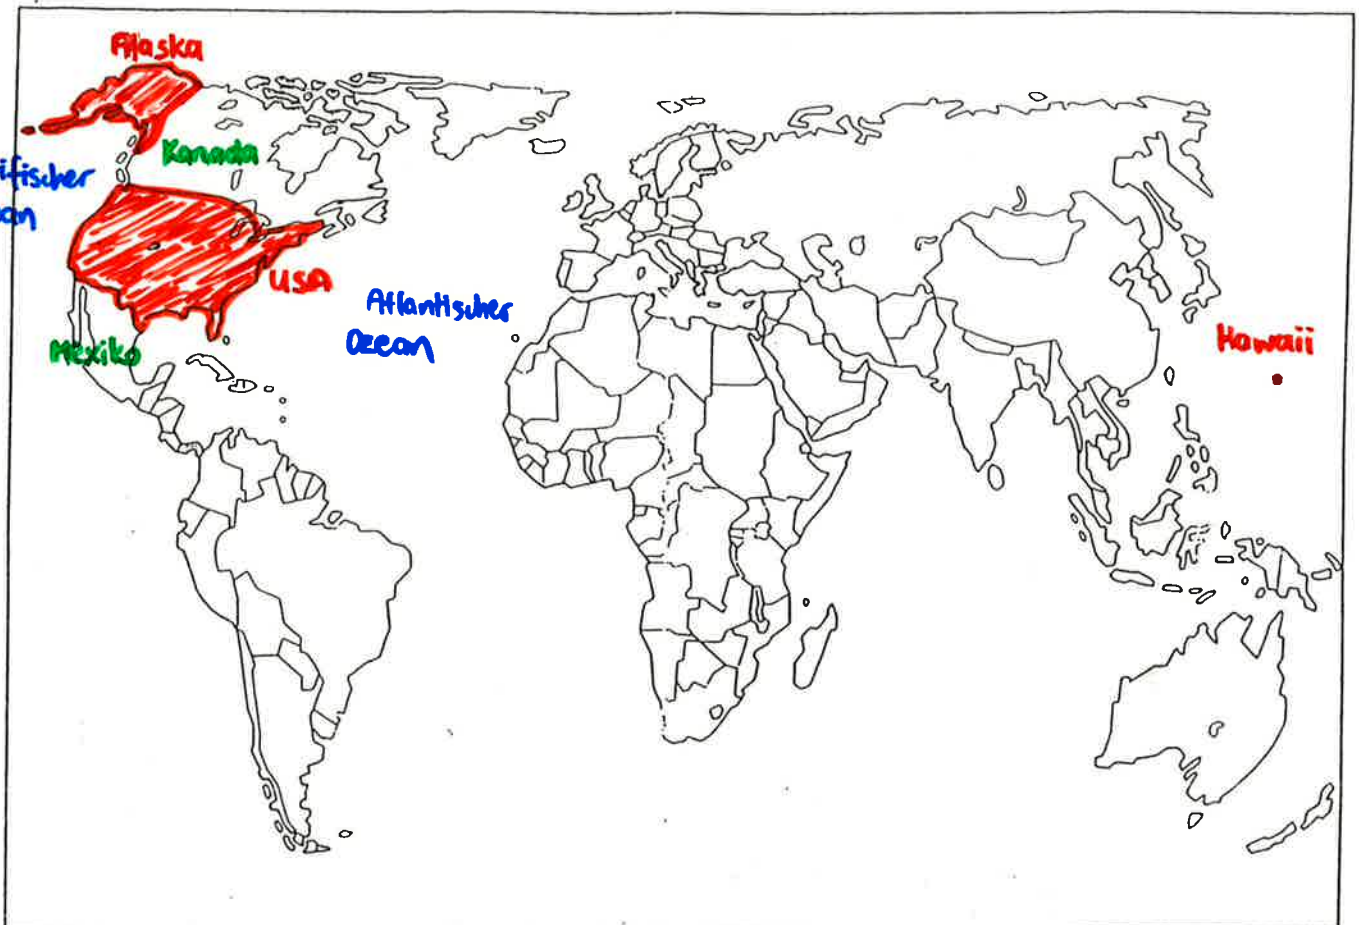 Alaska
Kanada
ifischer
an
USA
Atlantischer
Ozean
Hawaii
Mexiko